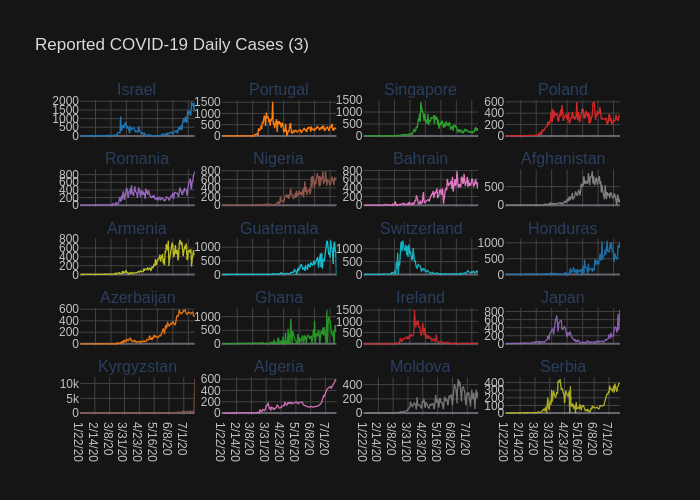 Reported COVID-19 Daily Cases (3)
Israel Portugal Singapore Poland
2000 1500 1000 500 0
1500 1000 500 0
1500 1000 500 0
600 400 200 0
Romania Nigeria Bahrain Afghanistan
800 600 400 200 0
800 600 400 200 0
800 600 400 200 0
500 0
Armenia Guatemala Switzerland Honduras
800 600 400 200 0
1000 500 0
1000 500 0
1000 500 0
Azerbaijan Ghana Ireland Japan
600 400 200 0
1000 500 0
1500 1000 500 0
800 600 400 200 0
Kyrgyzstan Algeria Moldova Serbia
10k 5k 0
600 400 200 0
400 200 0
400 300 200 100 0
1/22/20 2/14/20 3/8/20 3/31/20 4/23/20 5/16/20 6/8/20 7/1/20
1/22/20 2/14/20 3/8/20 3/31/20 4/23/20 5/16/20 6/8/20 7/1/20
1/22/20 2/14/20 3/8/20 3/31/20 4/23/20 5/16/20 6/8/20 7/1/20
1/22/20 2/14/20 3/8/20 3/31/20 4/23/20 5/16/20 6/8/20 7/1/20